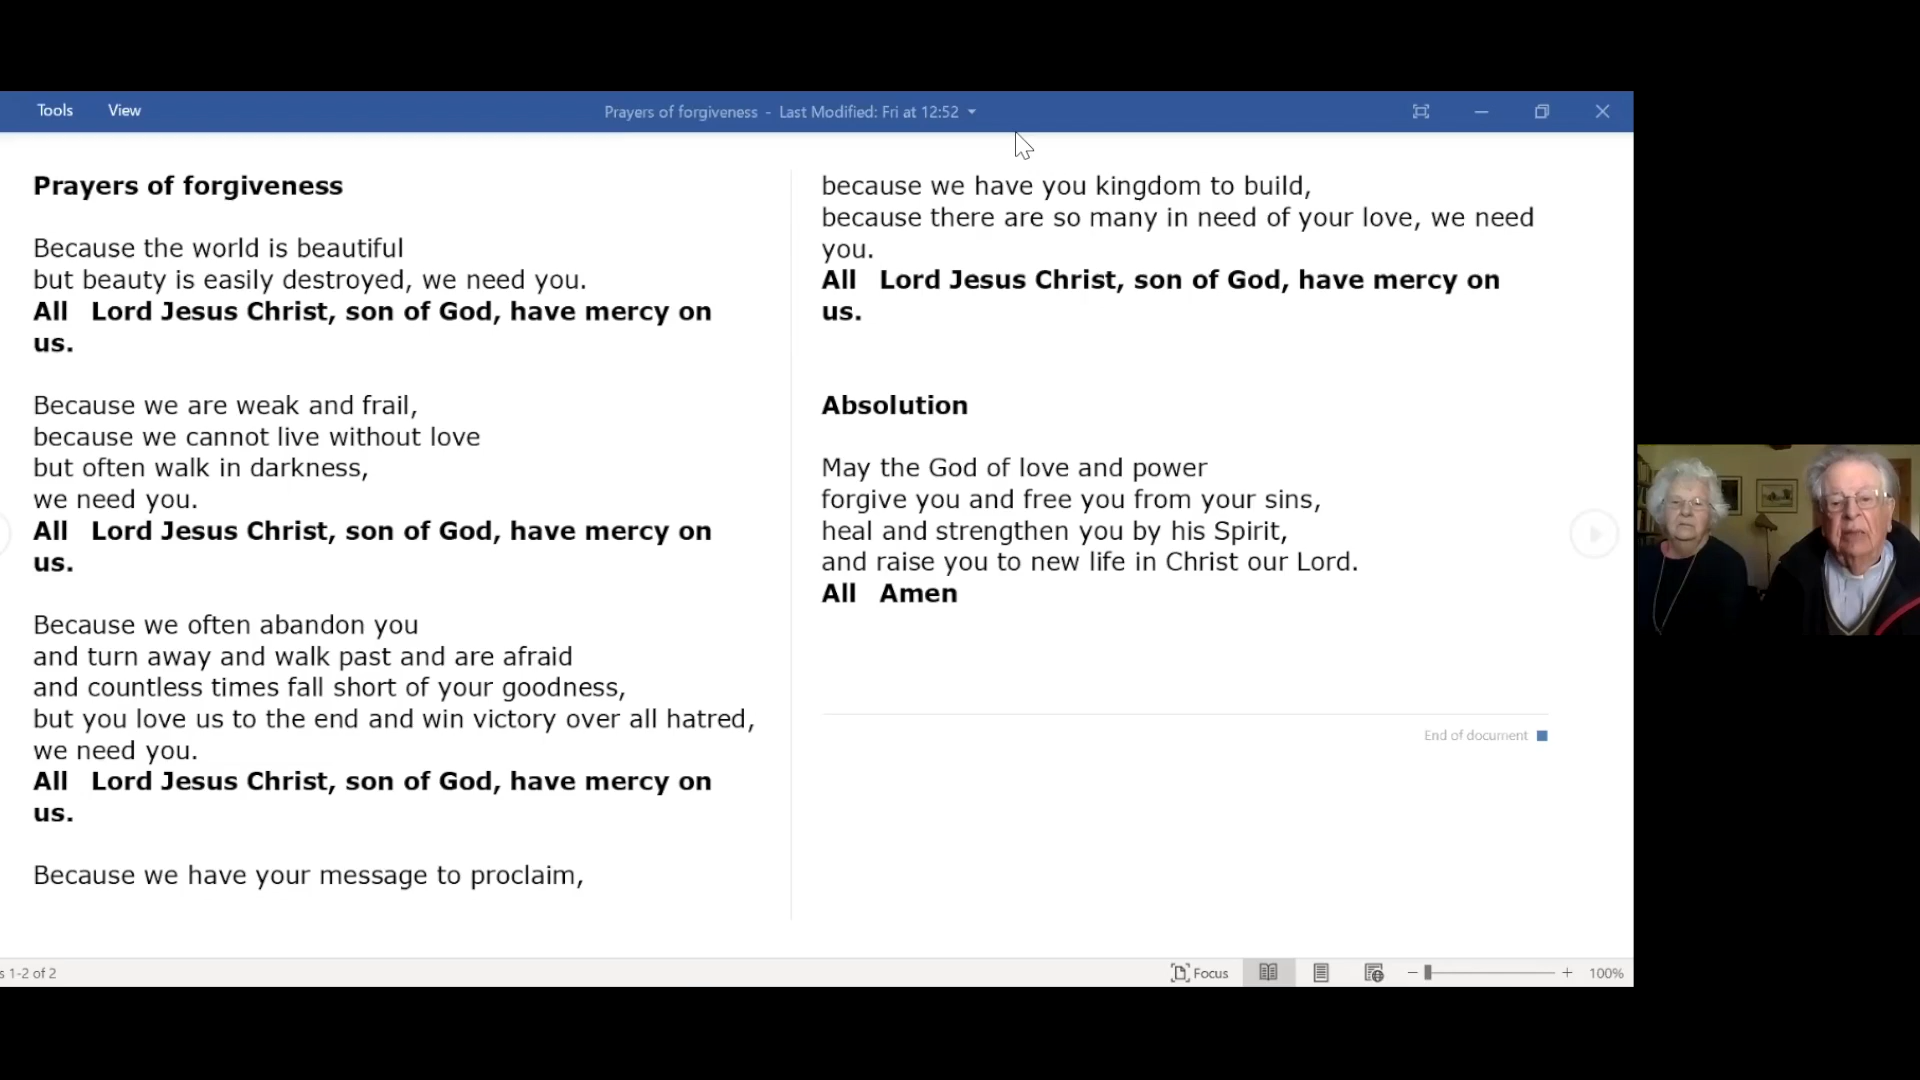 Tools View
Prayers of forgiveness - Last Modified: Fri at 12:52
Prayers of forgiveness
Because the world is beautiful
but beauty is easily destroyed, we need you.
All Lord Jesus Christ, son of God, have mercy on
us.
Because we are weak and frail,
because we cannot live without love
but often walk in darkness,
we need you.
All Lord Jesus Christ, son of God, have mercy on
us.
Because we often abandon you
and turn away and walk past and are afraid
and countless times fall short of your goodness,
but you love us to the end and win victory over all hatred,
we need you.
All Lord Jesus Christ, son of God, have mercy on
us.
Because we have your message to proclaim,
because we have you kingdom to build,
because there are so many in need of your love, we need
you.
All Lord Jesus Christ, son of God, have mercy on
us.
Absolution
May the God of love and power
forgive you and free you from your sins,
heal and strengthen you by his Spirit,
and raise you to new life in Christ our Lord.
All Amen
End of document
s 1-2 of 2
Focus
100%